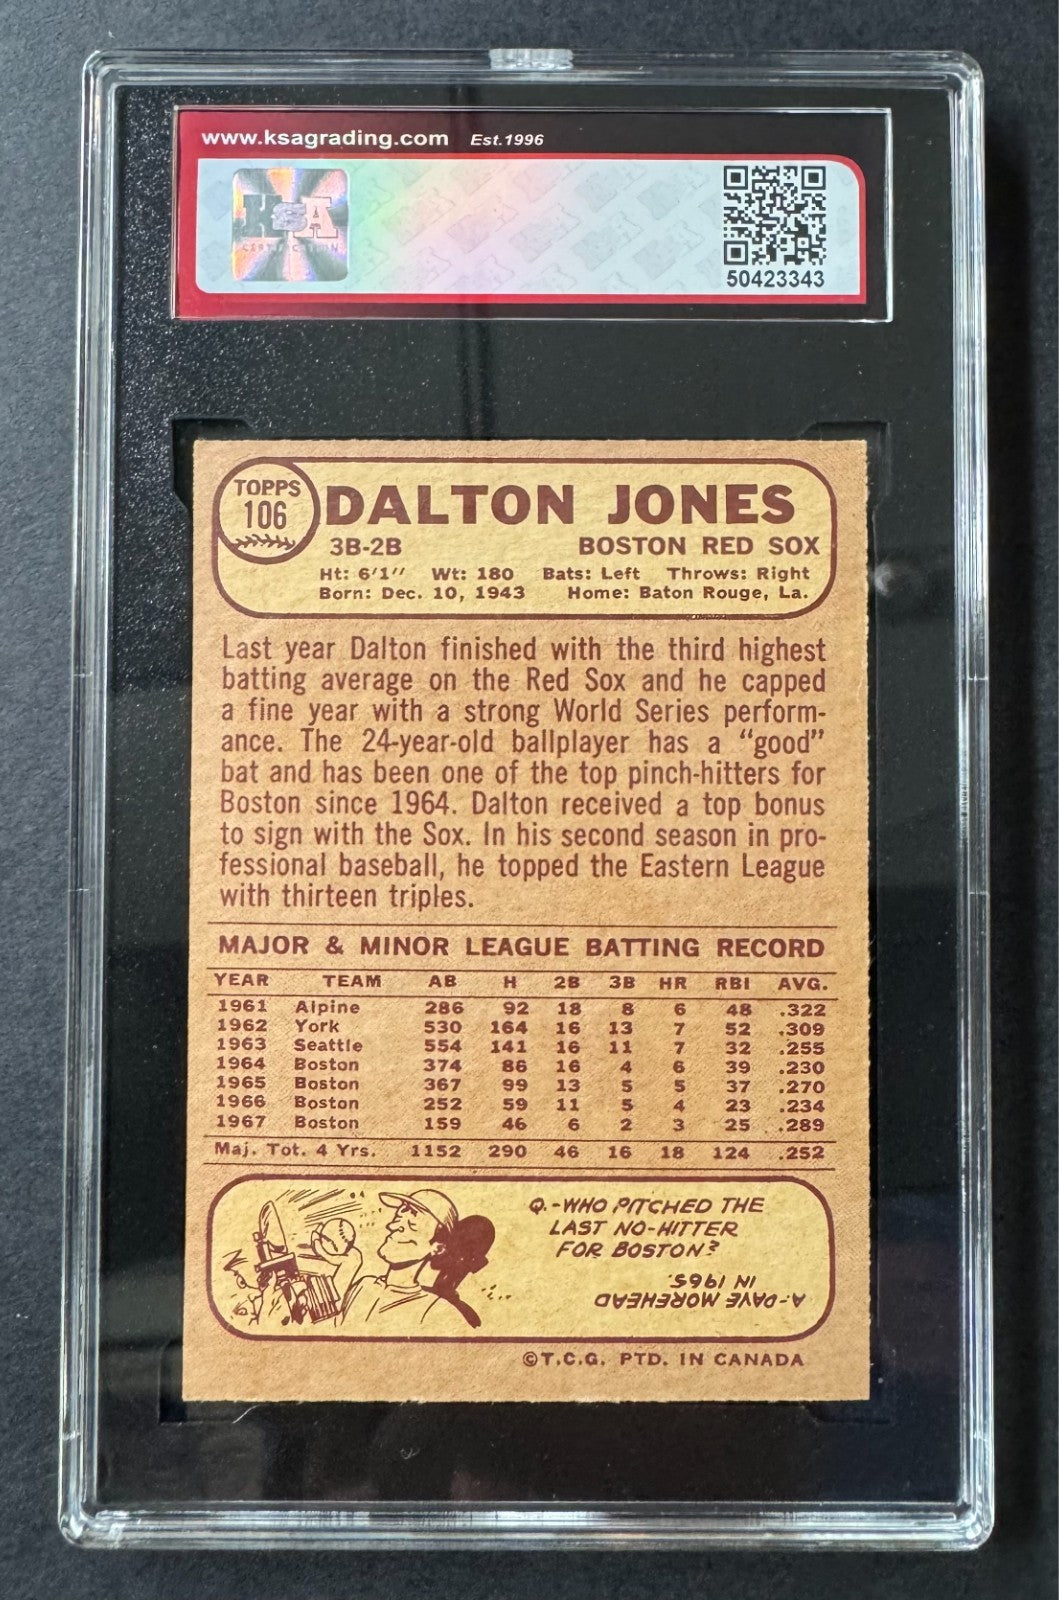 www.ksagrading.com Est.1996
KSA
CERTIFICATION
50423343
TOPPS
106
DALTON JONES
3B-2B BOSTON RED SOX
Ht: 6'1" Wt: 180 Bats: Left Throws: Right
Born: Dec. 10, 1943 Home: Baton Rouge, La.
Last year Dalton finished with the third highest
batting average on the Red Sox and he capped
a fine year with a strong World Series perform-
ance. The 24-year-old ballplayer has a "good"
bat and has been one of the top pinch-hitters for
Boston since 1964. Dalton received a top bonus
to sign with the Sox. In his second season in pro-
fessional baseball, he topped the Eastern League
with thirteen triples.
MAJOR & MINOR LEAGUE BATTING RECORD
YEAR TEAM AB H 2B 3B HR RBI AVG.
1961 Alpine 286 92 18 8 6 48 .322
1962 York 530 164 16 13 7 52 .309
1963 Seattle 554 141 16 11 7 32 .255
1964 Boston 374 86 16 4 6 39 .230
1965 Boston 367 99 13 5 5 37 .270
1966 Boston 252 59 11 5 4 23 .234
1967 Boston 159 46 6 2 3 25 .289
Maj. Tot. 4 Yrs. 1152 290 46 16 18 124 .252
Q.-WHO PITCHED THE
LAST NO-HITTER
FOR BOSTON?
A-DAVE MOREHEAD
IN 1965.
©T.C.G. PTD. IN CANADA